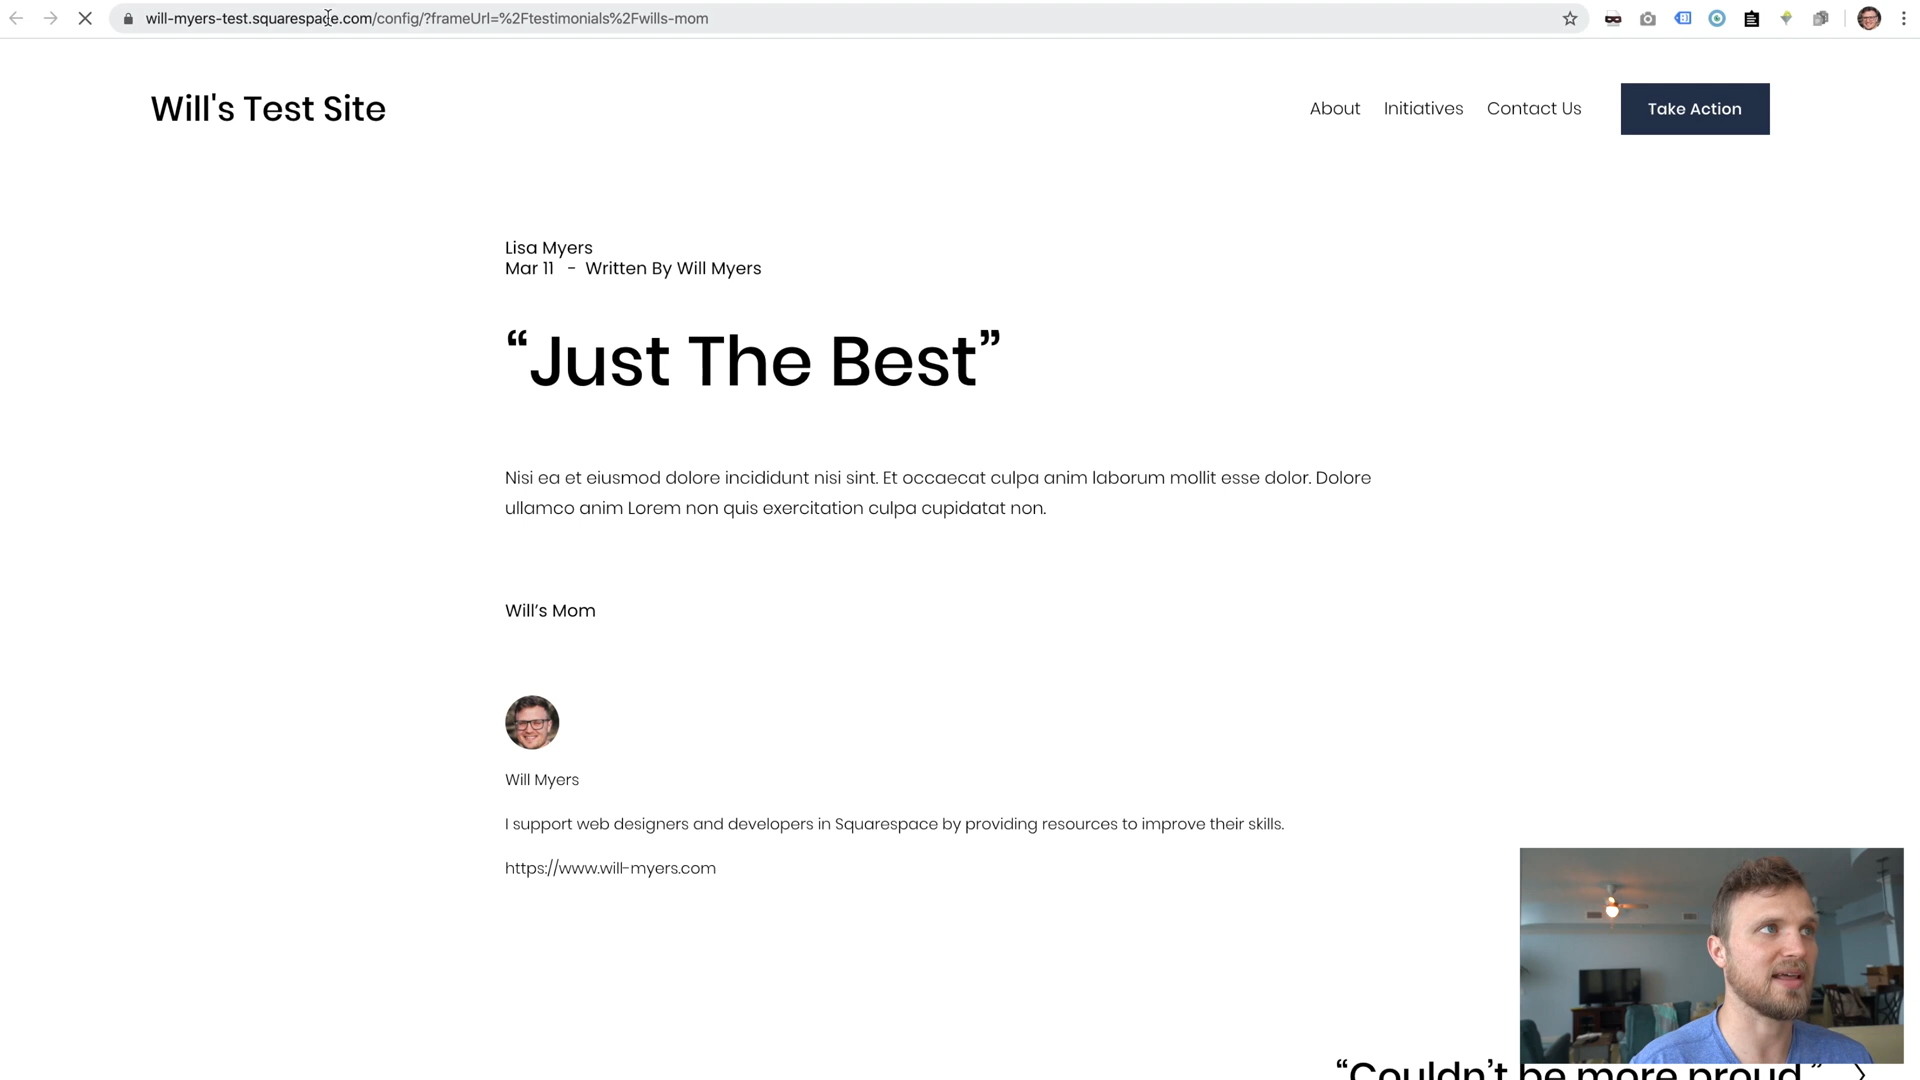 will-myers-test.squarespace.com/config/?frameUrl=%2Ftestimonials%2Fwills-mom
Will's Test Site
About
Initiatives
Contact Us
Take Action
Lisa Myers
Mar 11 - Written By Will Myers
“Just The Best”
Nisi ea et eiusmod dolore incididunt nisi sint. Et occaecat culpa anim laborum mollit esse dolor. Dolore
ullamco anim Lorem non quis exercitation culpa cupidatat non.
Will’s Mom
Will Myers
I support web designers and developers in Squarespace by providing resources to improve their skills.
https://www.will-myers.com
“Couldn’t be more proud.”